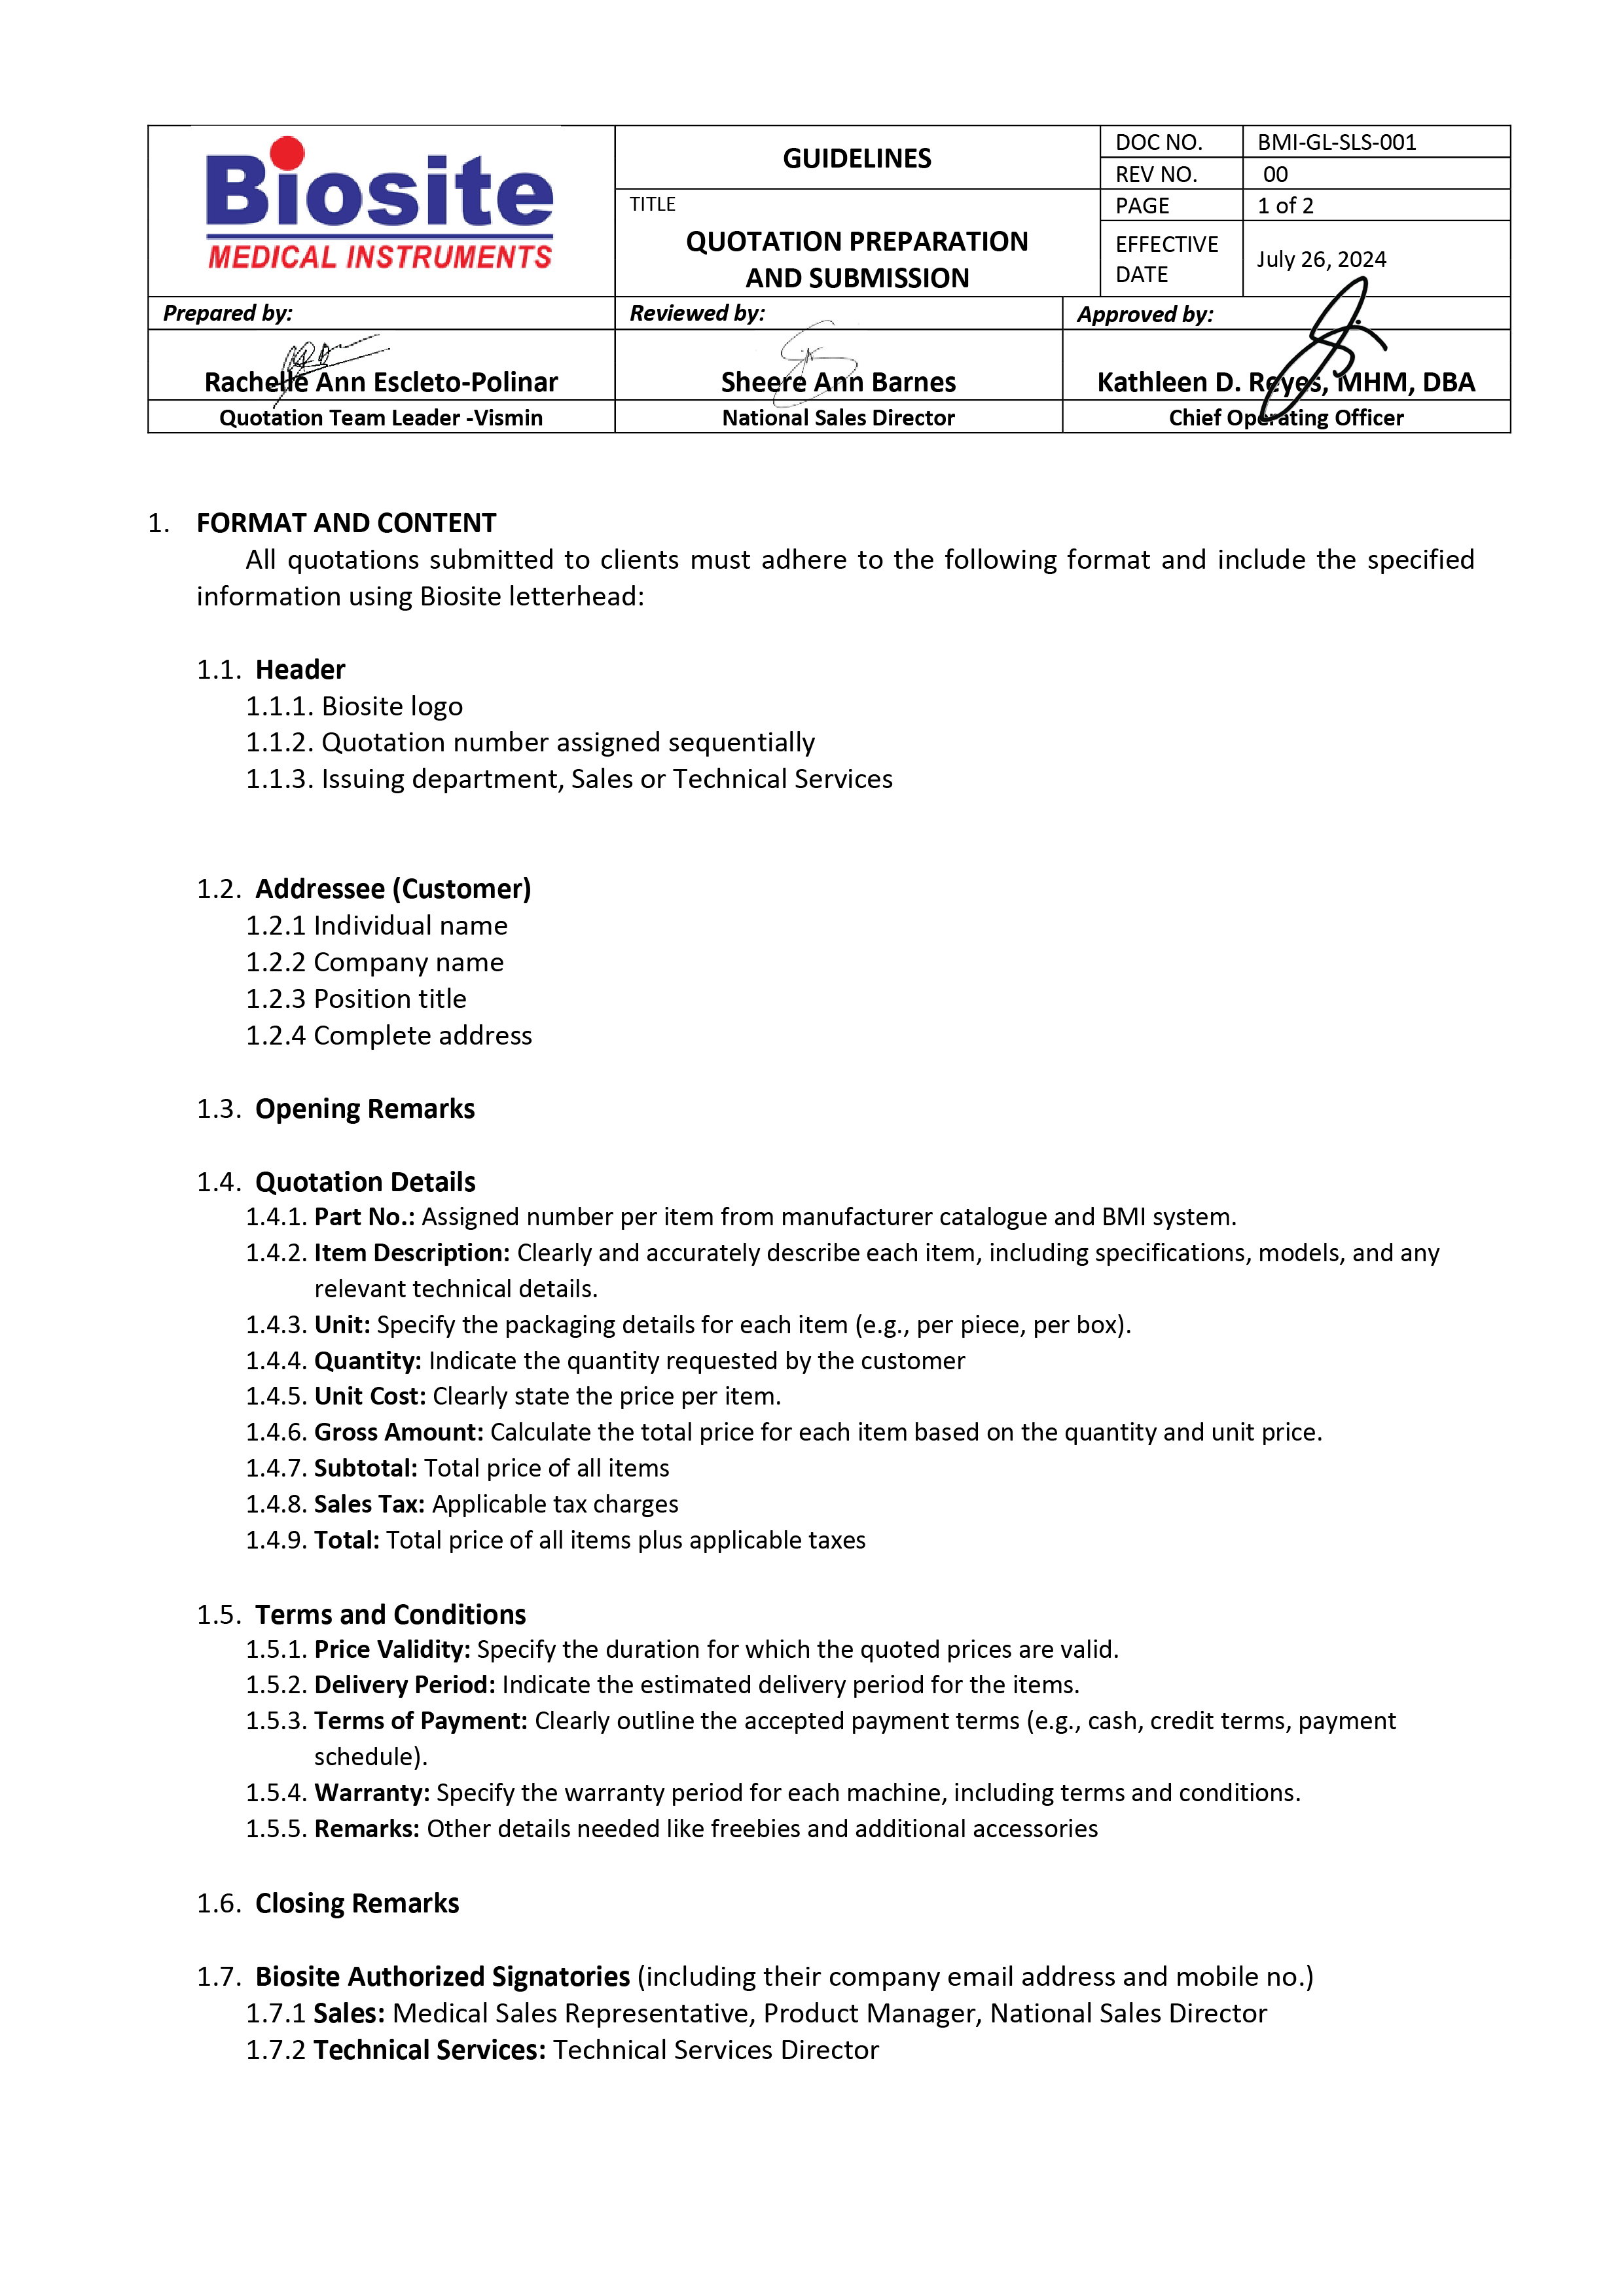 Biosite
MEDICAL INSTRUMENTS
GUIDELINES
TITLE
QUOTATION PREPARATION
AND SUBMISSION
DOC NO. BMI-GL-SLS-001
REV NO. 00
PAGE 1 of 2
EFFECTIVE
DATE
July 26, 2024
Prepared by: Reviewed by: Approved by:
Rachelle Ann Escleto-Polinar Sheere Ann Barnes Kathleen D. Reyes, MHM, DBA
Quotation Team Leader -Vismin National Sales Director Chief Operating Officer
1. FORMAT AND CONTENT
All quotations submitted to clients must adhere to the following format and include the specified
information using Biosite letterhead:
1.1. Header
1.1.1. Biosite logo
1.1.2. Quotation number assigned sequentially
1.1.3. Issuing department, Sales or Technical Services
1.2. Addressee (Customer)
1.2.1 Individual name
1.2.2 Company name
1.2.3 Position title
1.2.4 Complete address
1.3. Opening Remarks
1.4. Quotation Details
1.4.1. Part No.: Assigned number per item from manufacturer catalogue and BMI system.
1.4.2. Item Description: Clearly and accurately describe each item, including specifications, models, and any
relevant technical details.
1.4.3. Unit: Specify the packaging details for each item (e.g., per piece, per box).
1.4.4. Quantity: Indicate the quantity requested by the customer
1.4.5. Unit Cost: Clearly state the price per item.
1.4.6. Gross Amount: Calculate the total price for each item based on the quantity and unit price.
1.4.7. Subtotal: Total price of all items
1.4.8. Sales Tax: Applicable tax charges
1.4.9. Total: Total price of all items plus applicable taxes
1.5. Terms and Conditions
1.5.1. Price Validity: Specify the duration for which the quoted prices are valid.
1.5.2. Delivery Period: Indicate the estimated delivery period for the items.
1.5.3. Terms of Payment: Clearly outline the accepted payment terms (e.g., cash, credit terms, payment
schedule).
1.5.4. Warranty: Specify the warranty period for each machine, including terms and conditions.
1.5.5. Remarks: Other details needed like freebies and additional accessories
1.6. Closing Remarks
1.7. Biosite Authorized Signatories (including their company email address and mobile no.)
1.7.1 Sales: Medical Sales Representative, Product Manager, National Sales Director
1.7.2 Technical Services: Technical Services Director